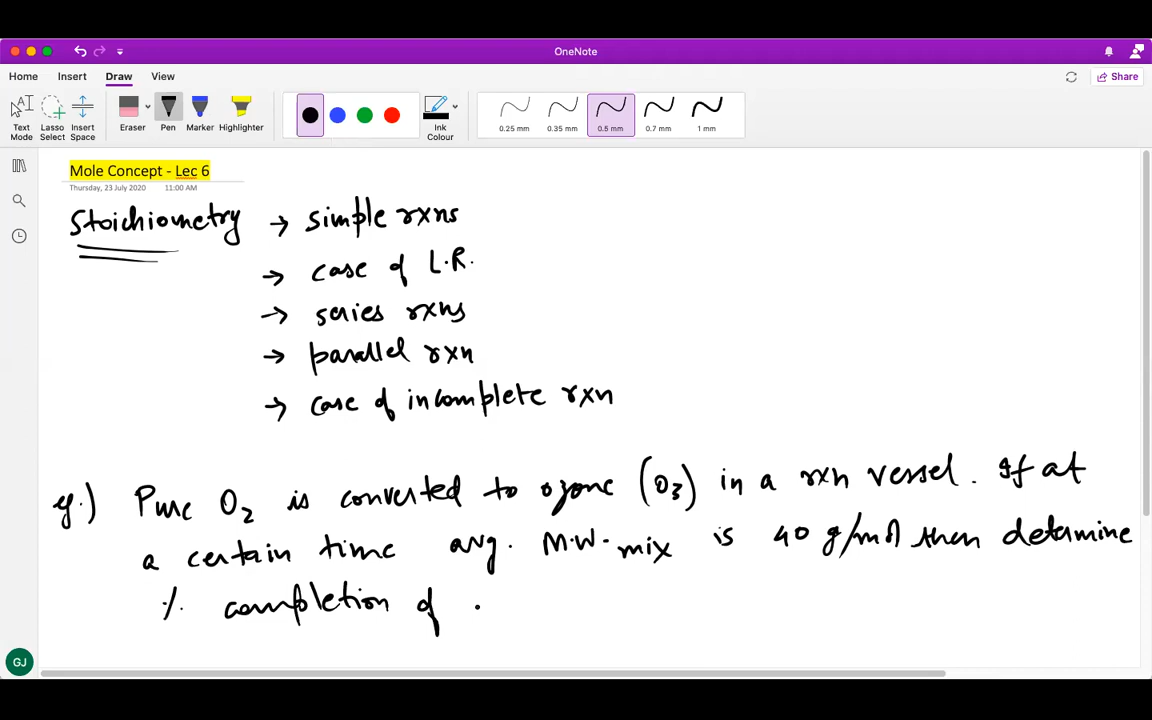 OneNote
Home Insert Draw View Share
Text Mode Lasso Select Insert Space Eraser Pen Marker Highlighter Ink Colour 0.25 mm 0.35 mm 0.5 mm 0.7 mm 1 mm
Mole Concept - Lec 6
Thursday, 23 July 2020 11:00 AM
Stoichiometry → simple rxns
→ case of L.R.
→ series rxns
→ parallel rxn
→ case of incomplete rxn
eg.) Pure O2 is converted to ozone (O3) in a rxn vessel. If at
a certain time avg. M.W. mix is 40 g/mol then determine
% completion of
GJ